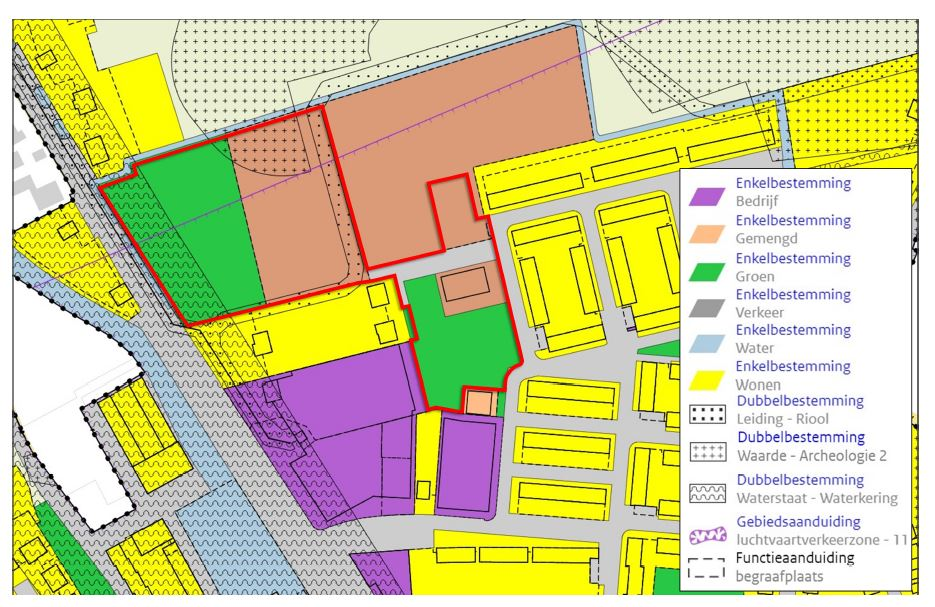 Enkelbestemming
Bedrijf
Enkelbestemming
Gemengd
Enkelbestemming
Groen
Enkelbestemming
Verkeer
Enkelbestemming
Water
Enkelbestemming
Wonen
Dubbelbestemming
Leiding - Riool
Dubbelbestemming
Waarde - Archeologie 2
Dubbelbestemming
Waterstaat - Waterkering
Gebiedsaanduiding
luchtvaartverkeerzone - 11
Functieaanduiding
begraafplaats